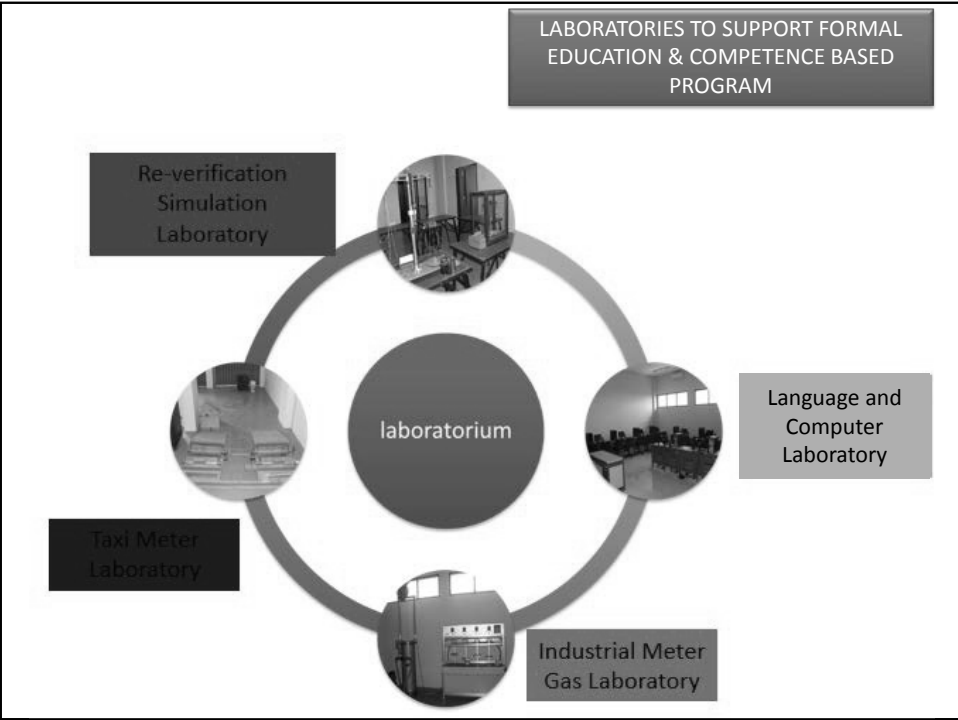 LABORATORIES TO SUPPORT FORMAL
EDUCATION & COMPETENCE BASED
PROGRAM
Re-verification
Simulation
Laboratory
laboratorium
Language and
Computer
Laboratory
Taxi Meter
Laboratory
Industrial Meter
Gas Laboratory